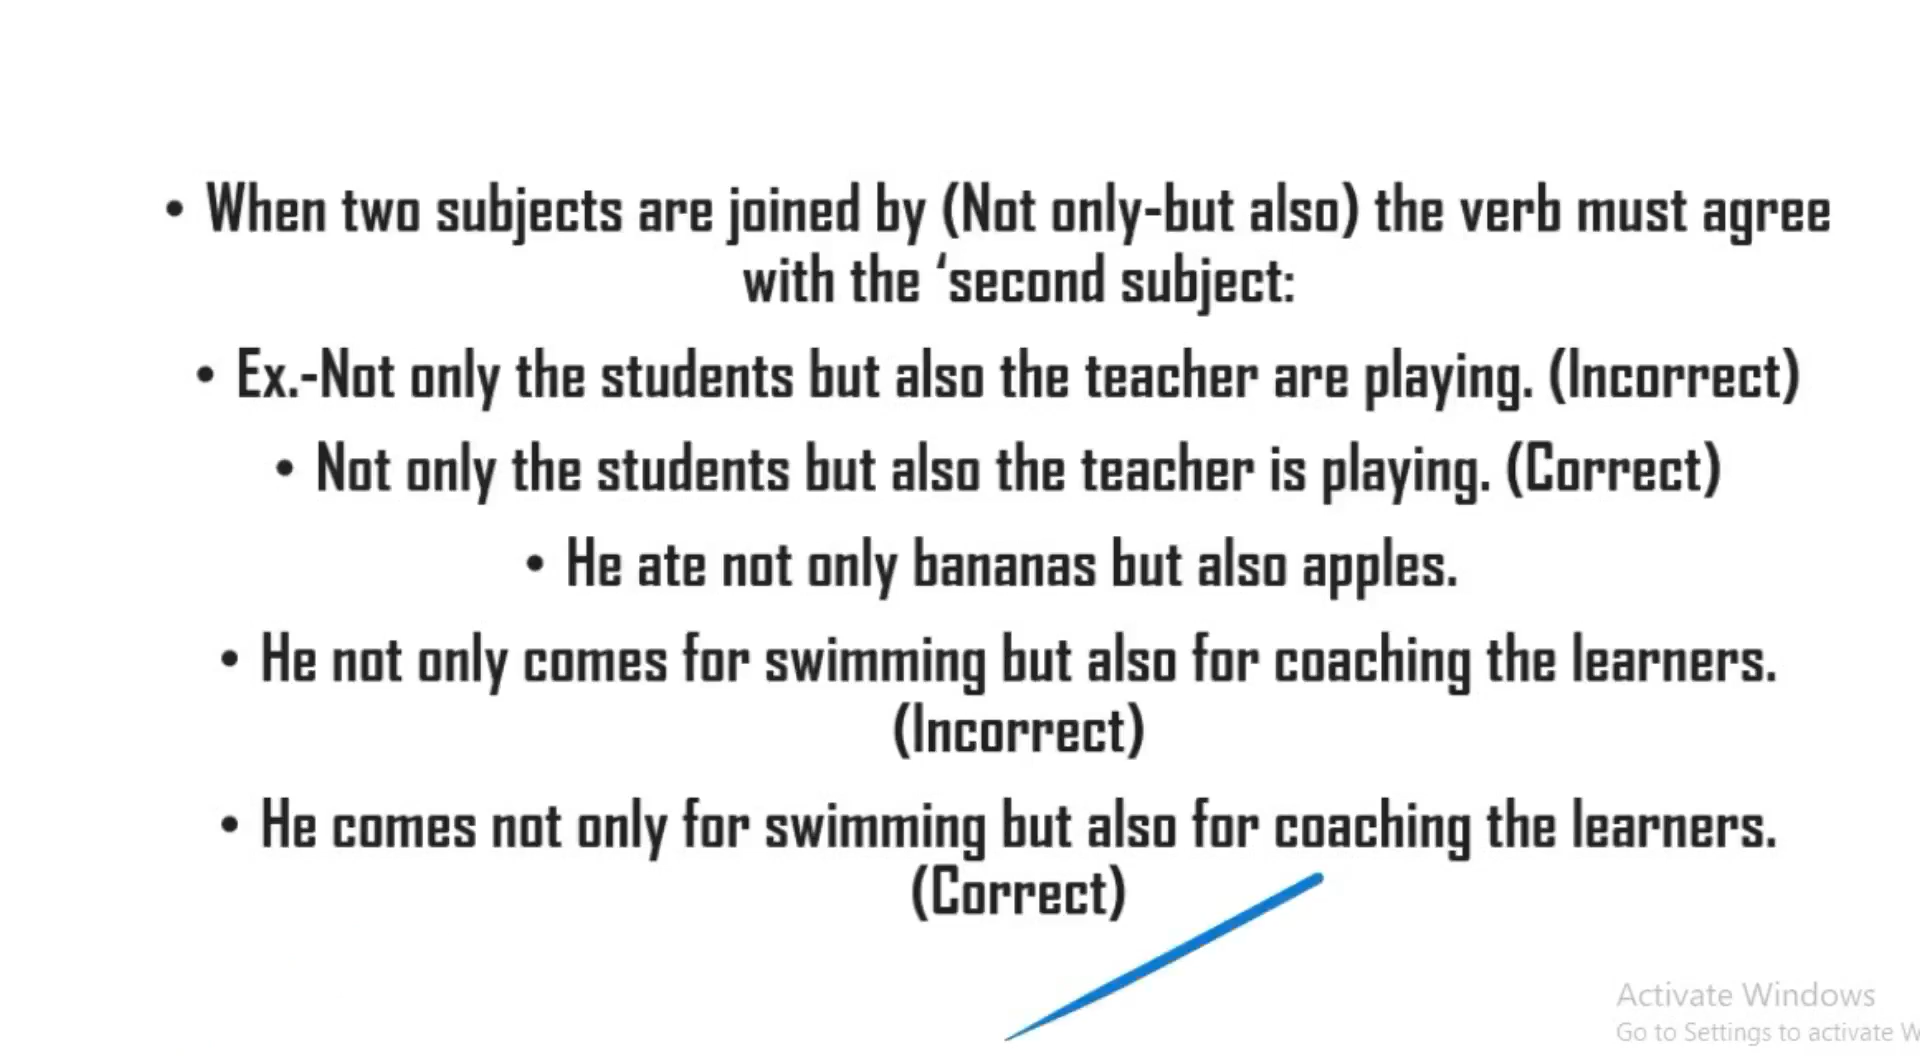 • When two subjects are joined by (Not only-but also) the verb must agree
with the ‘second subject:
• Ex.-Not only the students but also the teacher are playing. (Incorrect)
• Not only the students but also the teacher is playing. (Correct)
• He ate not only bananas but also apples.
• He not only comes for swimming but also for coaching the learners.
(Incorrect)
• He comes not only for swimming but also for coaching the learners.
(Correct)
Activate Windows
Go to Settings to activate W